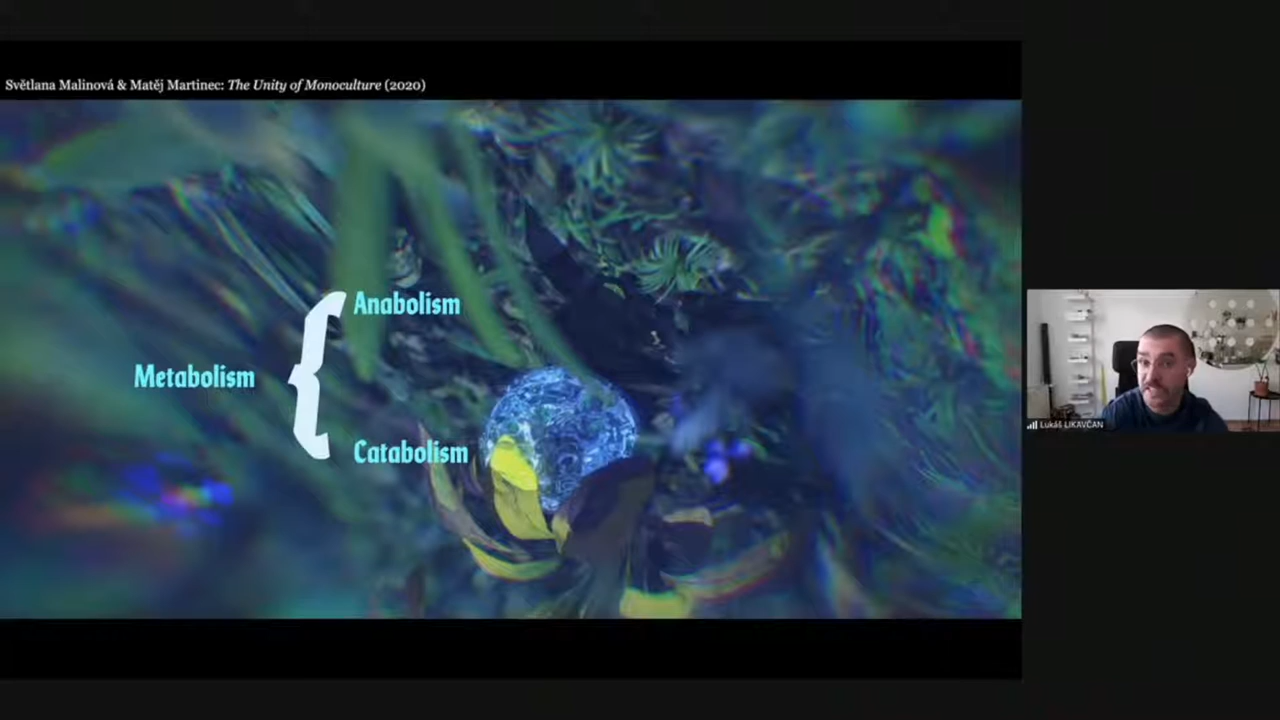 Světlana Malinová & Matěj Martinec: The Unity of Monoculture (2020)
Anabolism
Metabolism
Catabolism
Lukáš LIKAVČAN